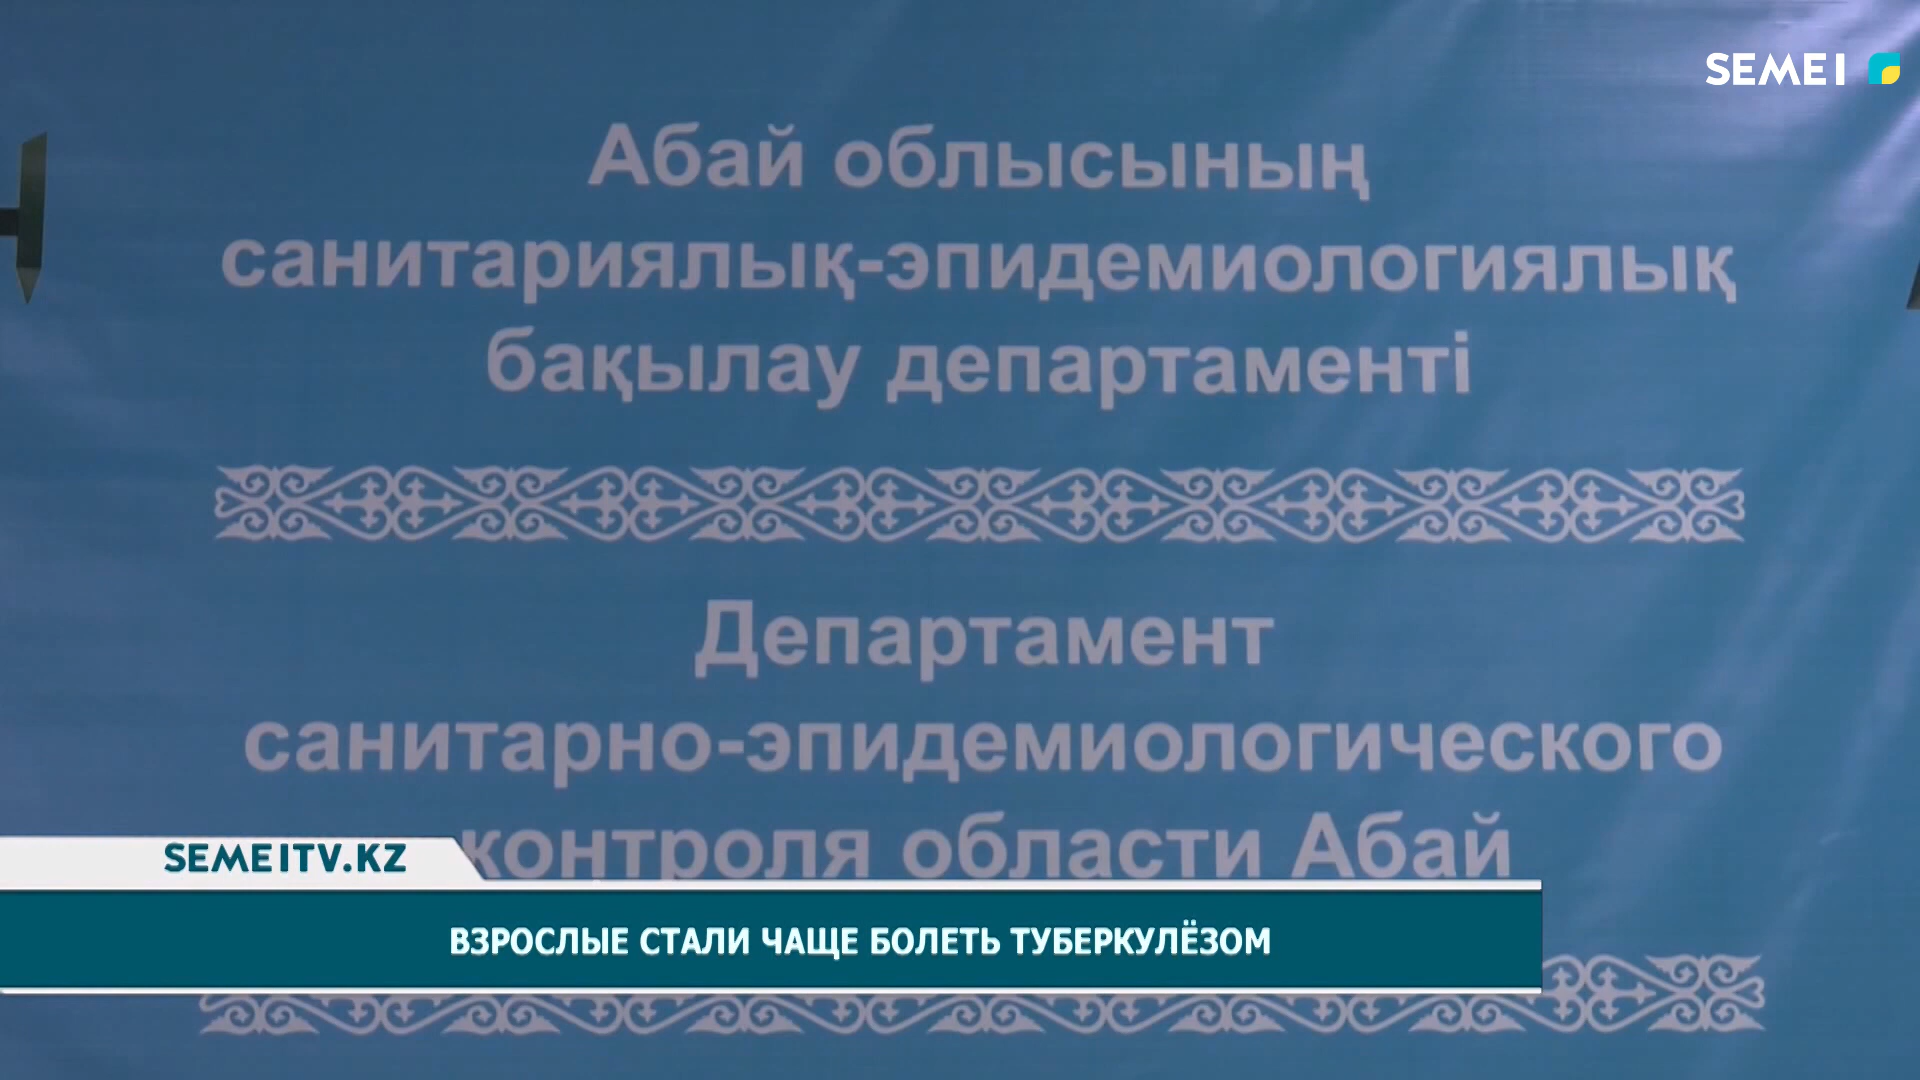 SEMEI
Абай облысының
санитариялық-эпидемиологиялық
бақылау департаменті
Департамент
санитарно-эпидемиологического
контроля области Абай
SEMEITV.KZ
ВЗРОСЛЫЕ СТАЛИ ЧАЩЕ БОЛЕТЬ ТУБЕРКУЛЁЗОМ